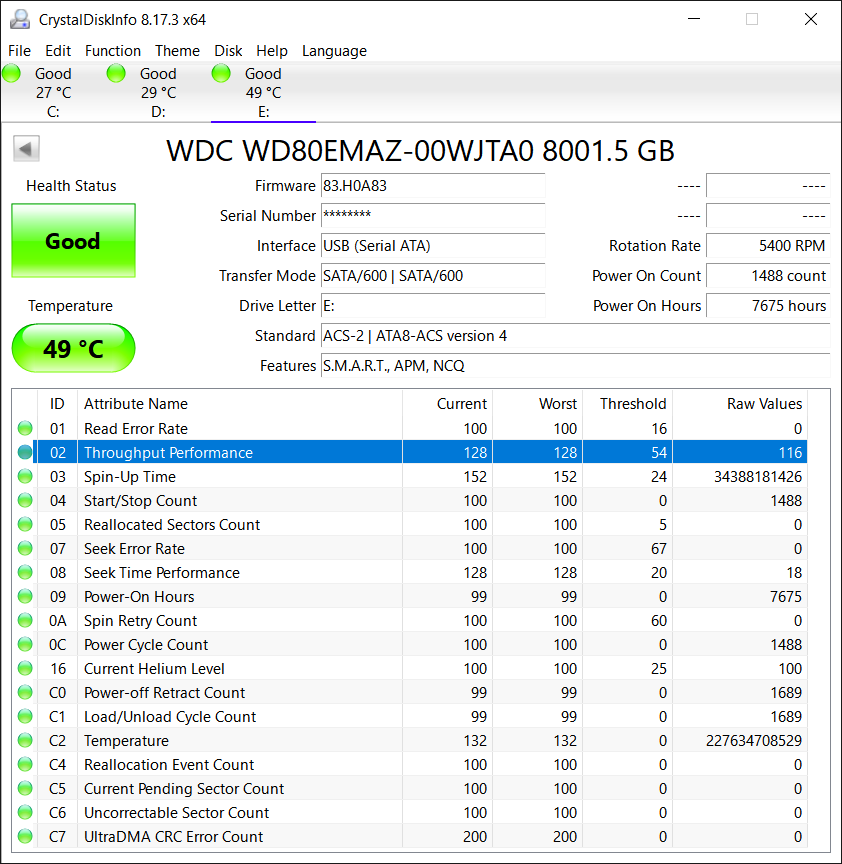 CrystalDiskInfo 8.17.3 x64
File Edit Function Theme Disk Help Language
Good Good Good
27 °C 29 °C 49 °C
C: D: E:
WDC WD80EMAZ-00WJTA0 8001.5 GB
Health Status
Good
Temperature
49 °C
Firmware 83.H0A83 ---- ----
Serial Number ******** ---- ----
Interface USB (Serial ATA) Rotation Rate 5400 RPM
Transfer Mode SATA/600 | SATA/600 Power On Count 1488 count
Drive Letter E: Power On Hours 7675 hours
Standard ACS-2 | ATA8-ACS version 4
Features S.M.A.R.T., APM, NCQ
ID Attribute Name Current Worst Threshold Raw Values
01 Read Error Rate 100 100 16 0
02 Throughput Performance 128 128 54 116
03 Spin-Up Time 152 152 24 34388181426
04 Start/Stop Count 100 100 0 1488
05 Reallocated Sectors Count 100 100 5 0
07 Seek Error Rate 100 100 67 0
08 Seek Time Performance 128 128 20 18
09 Power-On Hours 99 99 0 7675
0A Spin Retry Count 100 100 60 0
0C Power Cycle Count 100 100 0 1488
16 Current Helium Level 100 100 25 100
C0 Power-off Retract Count 99 99 0 1689
C1 Load/Unload Cycle Count 99 99 0 1689
C2 Temperature 132 132 0 227634708529
C4 Reallocation Event Count 100 100 0 0
C5 Current Pending Sector Count 100 100 0 0
C6 Uncorrectable Sector Count 100 100 0 0
C7 UltraDMA CRC Error Count 200 200 0 0